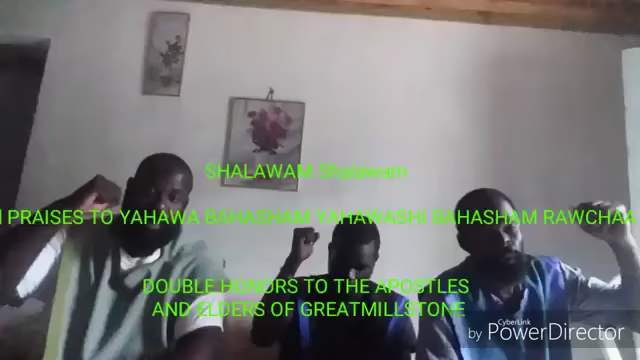 SHALAWAM Shalawam
PRAISES TO YAHAWA BAHASHAM YAHAWASHI BAHASHAM RAWCHAA
DOUBLE HONORS TO THE APOSTLES
AND ELDERS OF GREATMILLSTONE
CyberLink
by PowerDirector